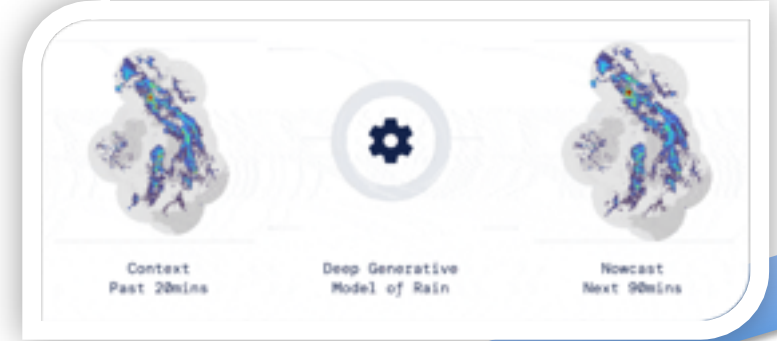 Context
Past 20mins
Deep Generative
Model of Rain
Nowcast
Next 90mins